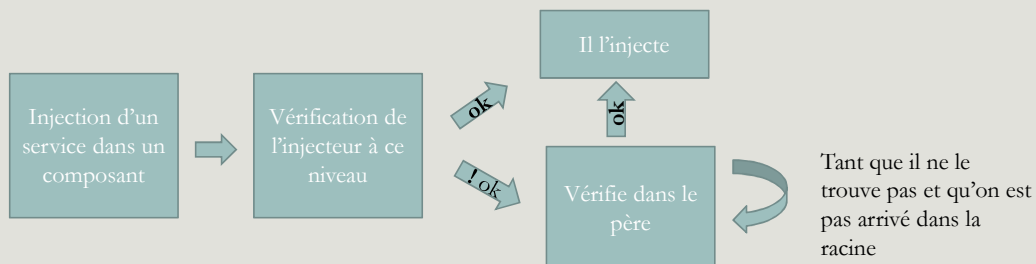 Injection d'un
service dans un
composant
Vérification de
l'injecteur à ce
niveau
ok
! ok
Il l'injecte
ok
Vérifie dans le
père
Tant que il ne le
trouve pas et qu'on est
pas arrivé dans la
racine